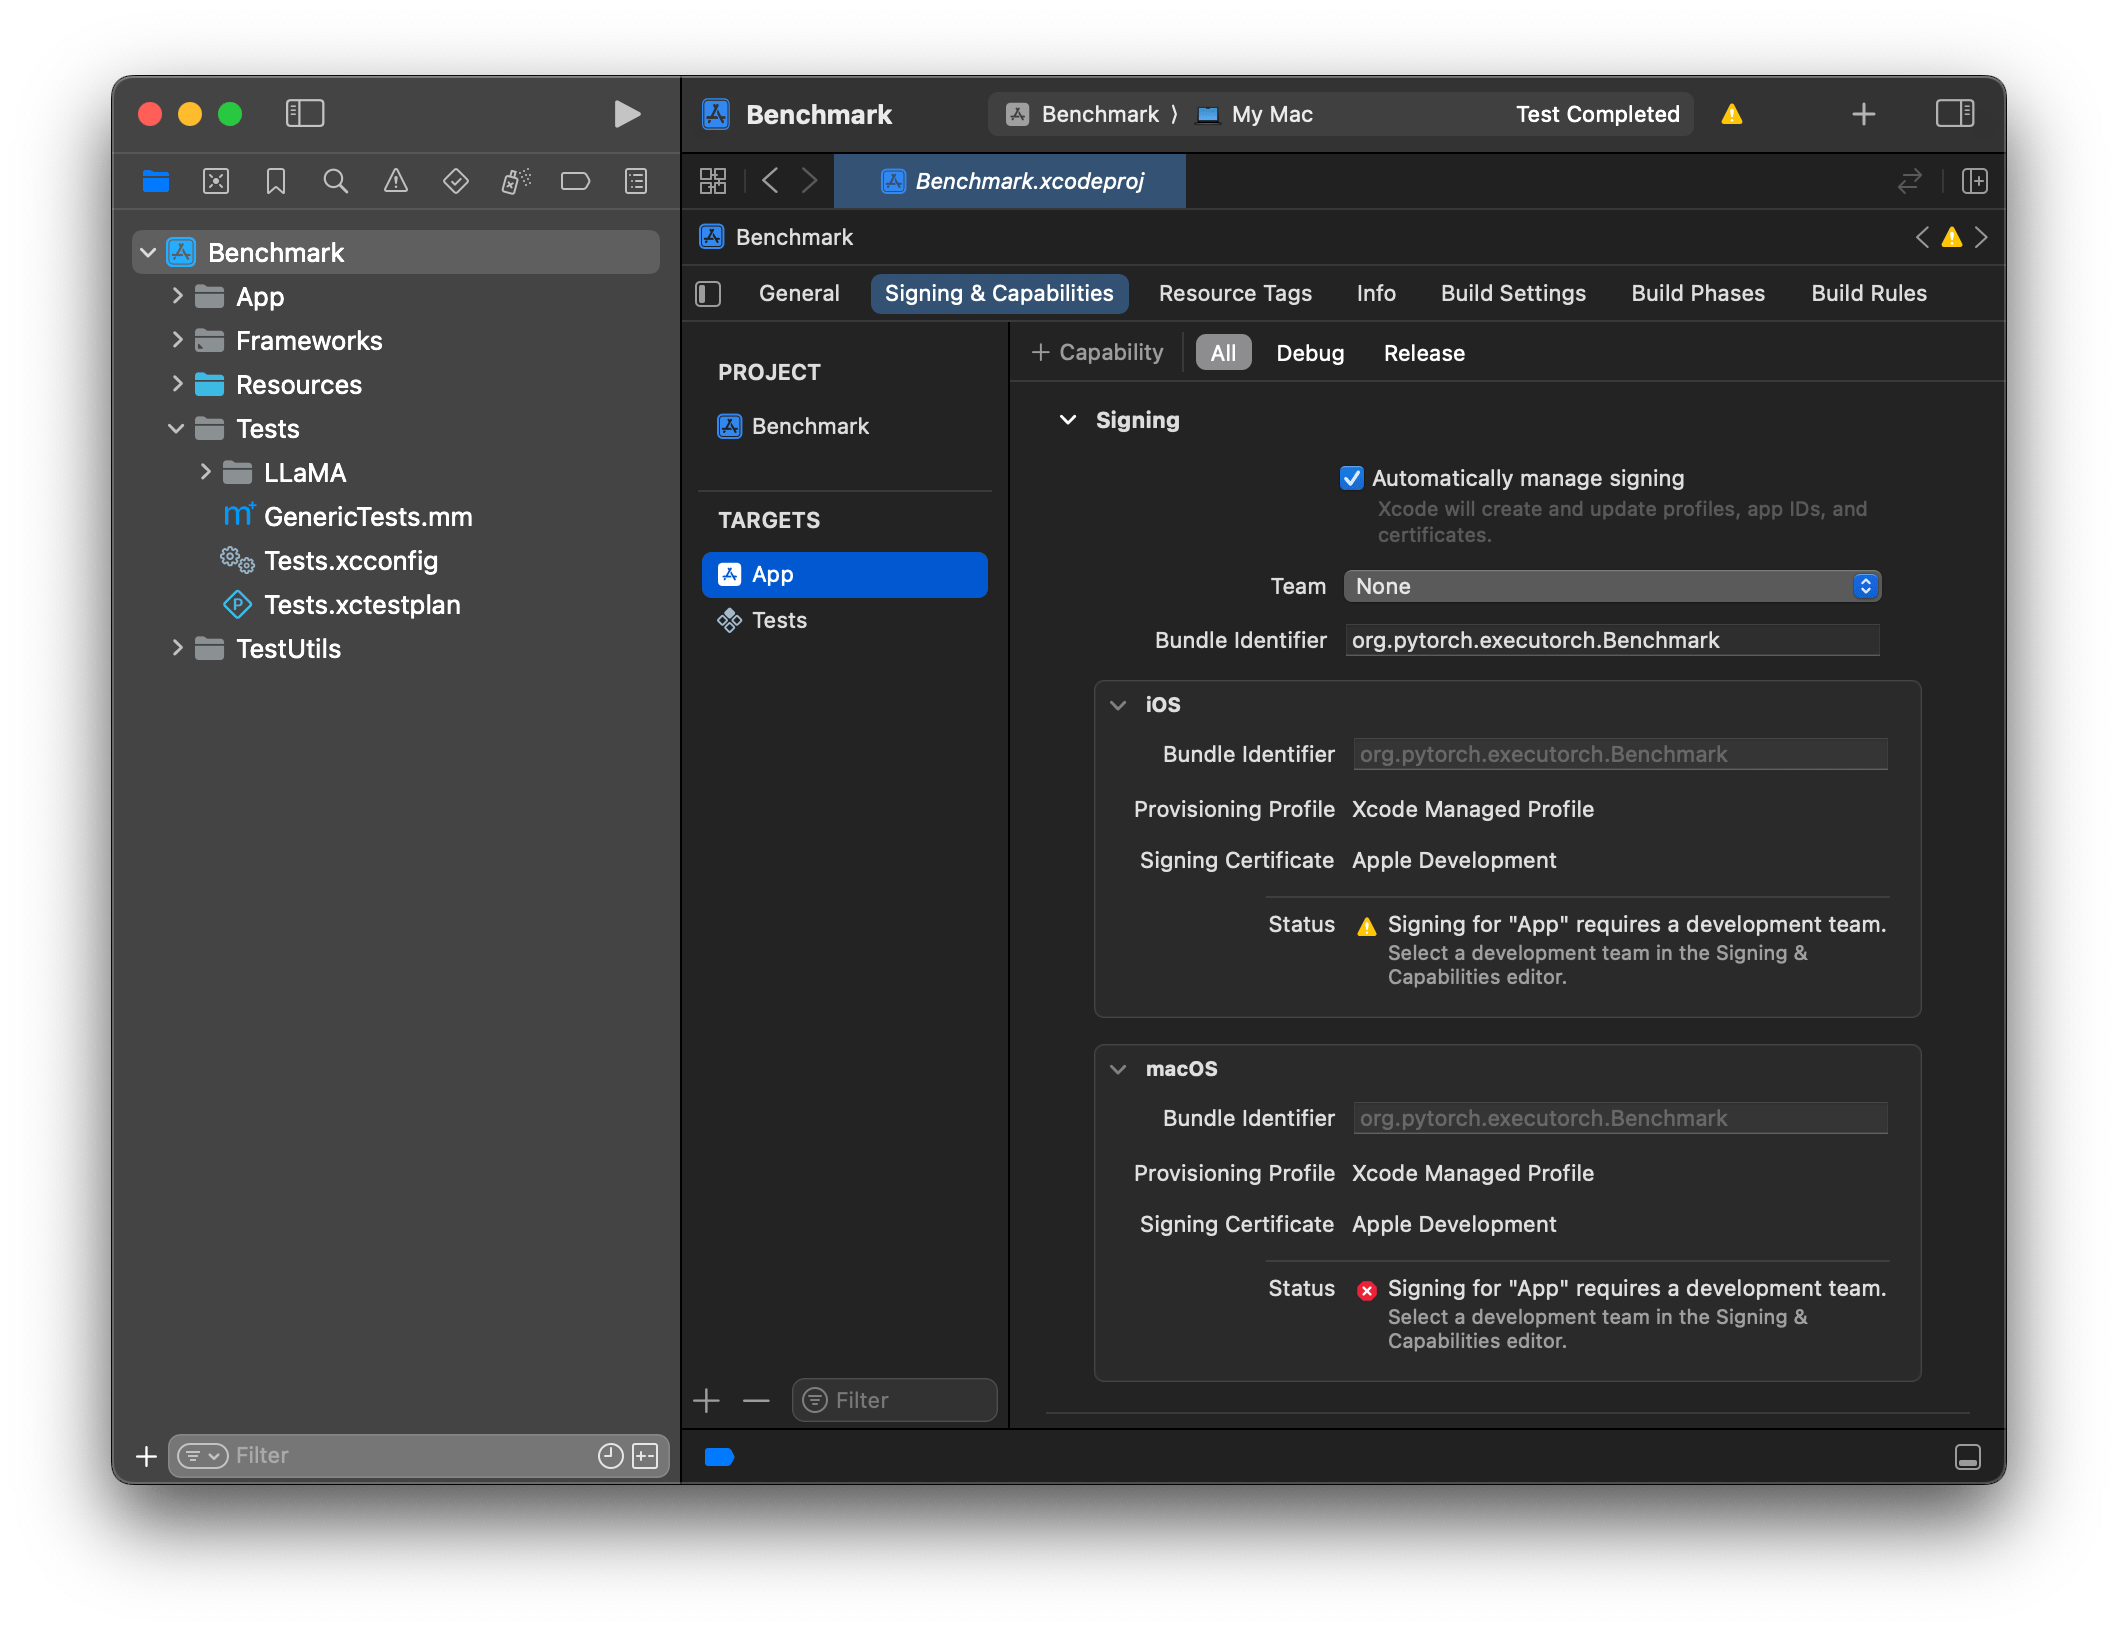 Benchmark
Benchmark
My Mac
Test Completed
Benchmark.xcodeproj
Benchmark
General
Signing & Capabilities
Resource Tags
Info
Build Settings
Build Phases
Build Rules
Benchmark
App
Frameworks
Resources
Tests
LLaMA
GenericTests.mm
Tests.xcconfig
Tests.xctestplan
TestUtils
Filter
PROJECT
Benchmark
TARGETS
App
Tests
Filter
+ Capability
All
Debug
Release
Signing
Automatically manage signing
Xcode will create and update profiles, app IDs, and
certificates.
Team None
Bundle Identifier org.pytorch.executorch.Benchmark
iOS
Bundle Identifier org.pytorch.executorch.Benchmark
Provisioning Profile Xcode Managed Profile
Signing Certificate Apple Development
Status Signing for "App" requires a development team.
Select a development team in the Signing &
Capabilities editor.
macOS
Bundle Identifier org.pytorch.executorch.Benchmark
Provisioning Profile Xcode Managed Profile
Signing Certificate Apple Development
Status Signing for "App" requires a development team.
Select a development team in the Signing &
Capabilities editor.